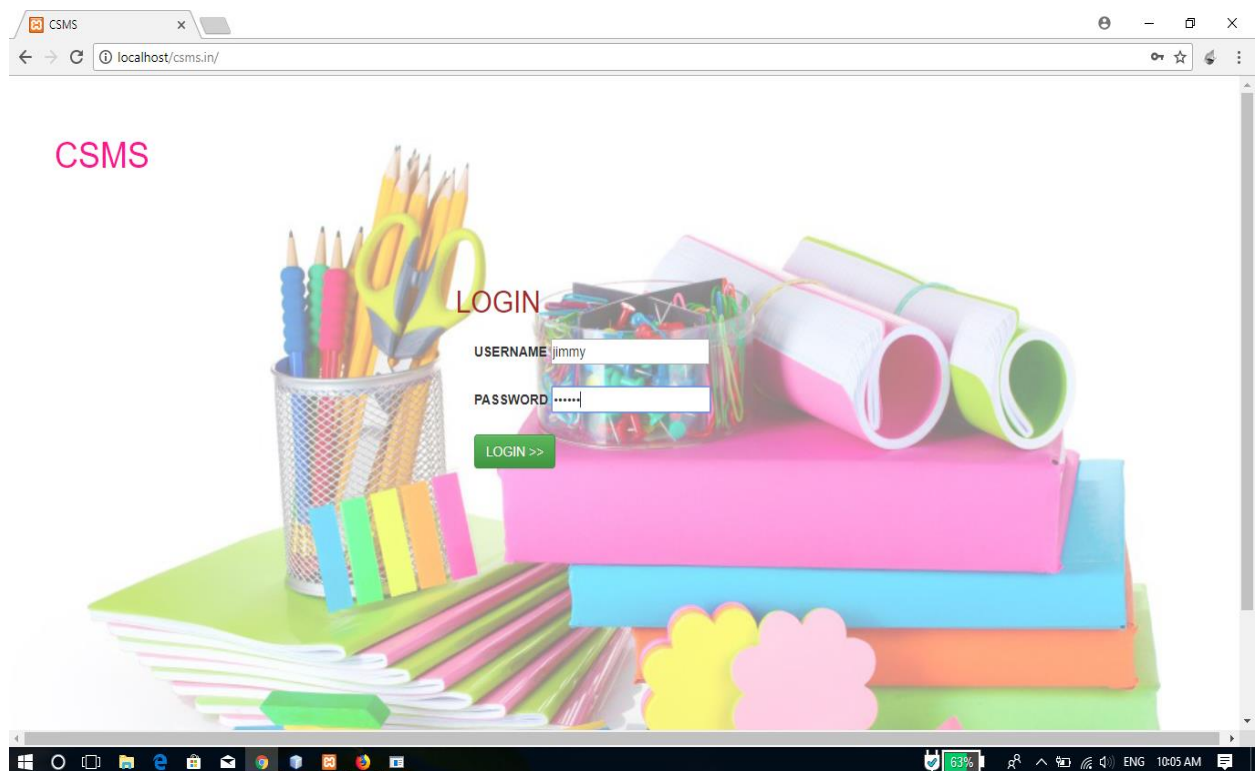 CSMS
localhost/csms.in/
CSMS
LOGIN
USERNAME jimmy
PASSWORD ••••••
LOGIN >>
63%
ENG 10:05 AM